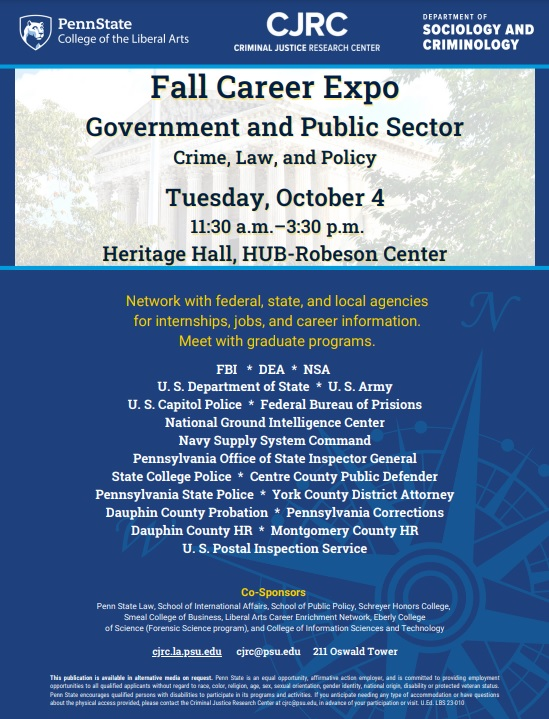 PennState
College of the Liberal Arts
CJRC
CRIMINAL JUSTICE RESEARCH CENTER
DEPARTMENT OF
SOCIOLOGY AND
CRIMINOLOGY
Fall Career Expo
Government and Public Sector
Crime, Law, and Policy
Tuesday, October 4
11:30 a.m.–3:30 p.m.
Heritage Hall, HUB-Robeson Center
N
Network with federal, state, and local agencies
for internships, jobs, and career information.
Meet with graduate programs.
FBI * DEA * NSA
U. S. Department of State * U. S. Army
U. S. Capitol Police * Federal Bureau of Prisions
National Ground Intelligence Center
Navy Supply System Command
Pennsylvania Office of State Inspector General
State College Police * Centre County Public Defender
Pennsylvania State Police * York County District Attorney
Dauphin County Probation * Pennsylvania Corrections
Dauphin County HR * Montgomery County HR
W
U. S. Postal Inspection Service
Co-Sponsors
Penn State Law, School of International Affairs, School of Public Policy, Schreyer Honors College,
Smeal College of Business, Liberal Arts Career Enrichment Network, Eberly College
of Science (Forensic Science program), and College of Information Sciences and Technology
cjrc.la.psu.edu cjrc@psu.edu 211 Oswald Tower
This publication is available in alternative media on request. Penn State is an equal opportunity, affirmative action employer, and is committed to providing employment
opportunities to all qualified applicants without regard to race, color, religion, age, sex, sexual orientation, gender identity, national origin, disability or protected veteran status.
Penn State encourages qualified persons with disabilities to participate in its programs and activities. If you anticipate needing any type of accommodation or have questions
about the physical access provided, please contact the Criminal Justice Research Center at cjrc@psu.edu, in advance of your participation or visit. U.Ed. LBS 23-010